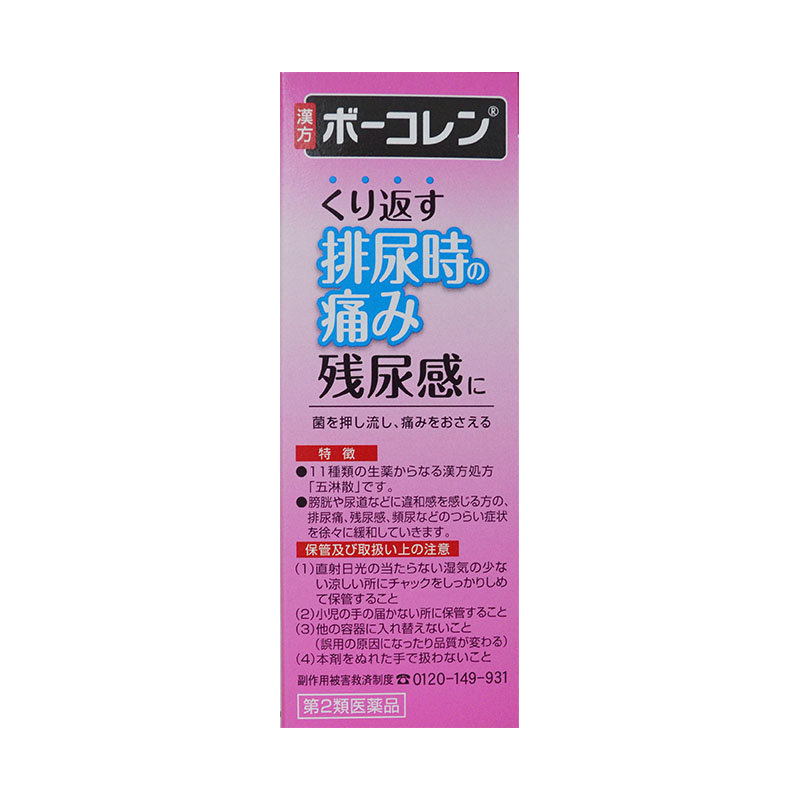 漢方
ボーコレン®
くり返す
排尿時の
痛み
残尿感に
菌を押し流し、痛みをおさえる
特徴
●11種類の生薬からなる漢方処方
「五淋散」です。
●膀胱や尿道などに違和感を感じる方の、
排尿痛、残尿感、頻尿などのつらい症状
を徐々に緩和していきます。
保管及び取扱い上の注意
(1)直射日光の当たらない湿気の少な
い涼しい所にチャックをしっかりしめ
て保管すること
(2)小児の手の届かない所に保管すること
(3)他の容器に入れ替えないこと
(誤用の原因になったり品質が変わる)
(4)本剤をぬれた手で扱わないこと
副作用被害救済制度☎0120-149-931
第2類医薬品